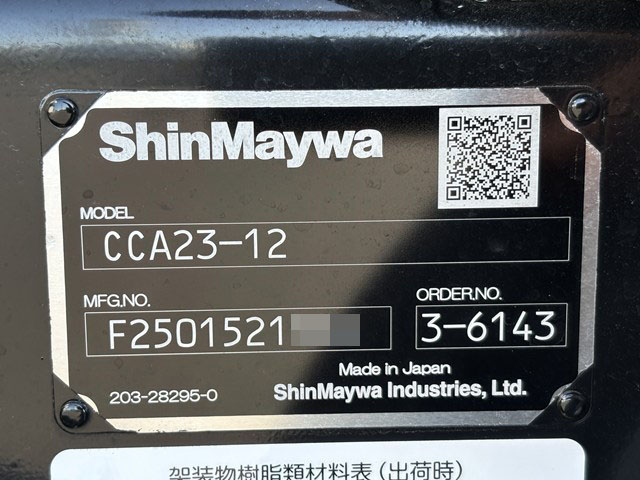 ShinMaywa
MODEL
CCA23-12
MFG.NO.
F2501521
ORDER.NO.
3-6143
Made in Japan
203-28295-0
ShinMaywa Industries, Ltd.
架装物樹脂類材料表(出荷時)